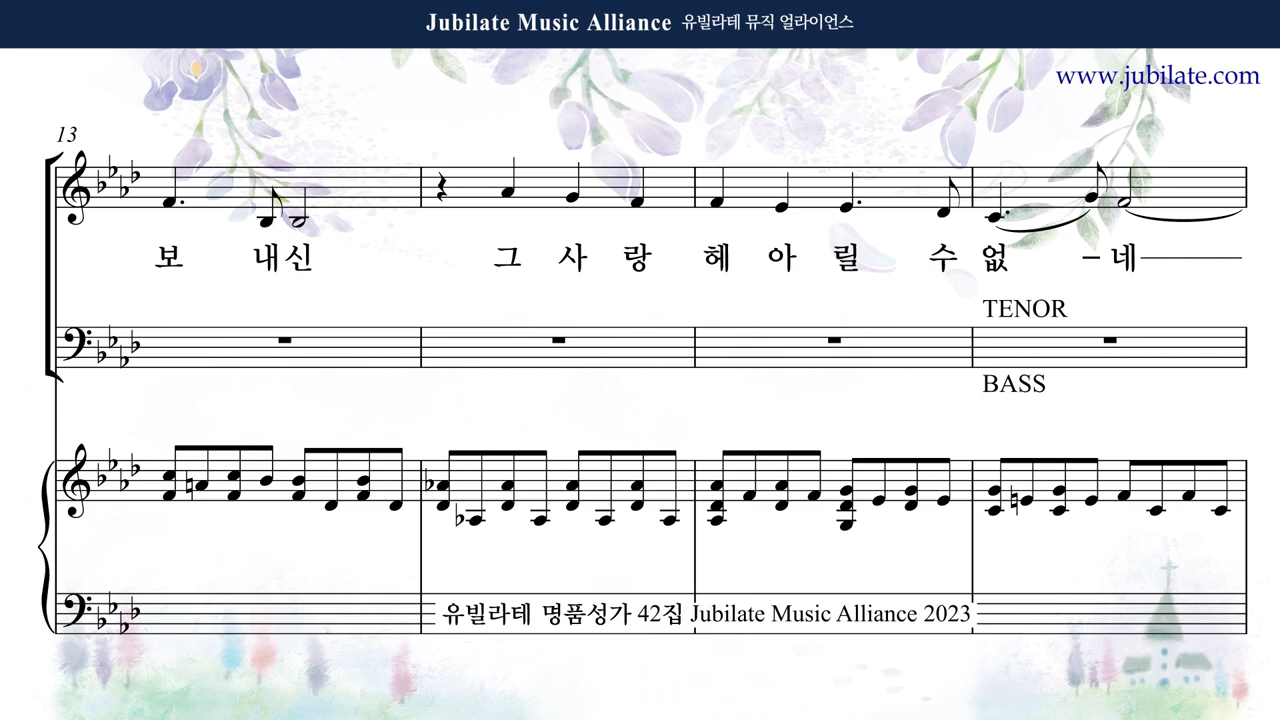 Jubilate Music Alliance 유빌라테 뮤직 얼라이언스
www.jubilate.com
13
보 내신 그 사 랑 헤 아 릴 수 없 - 네
TENOR
BASS
유빌라테 명품성가 42집 Jubilate Music Alliance 2023